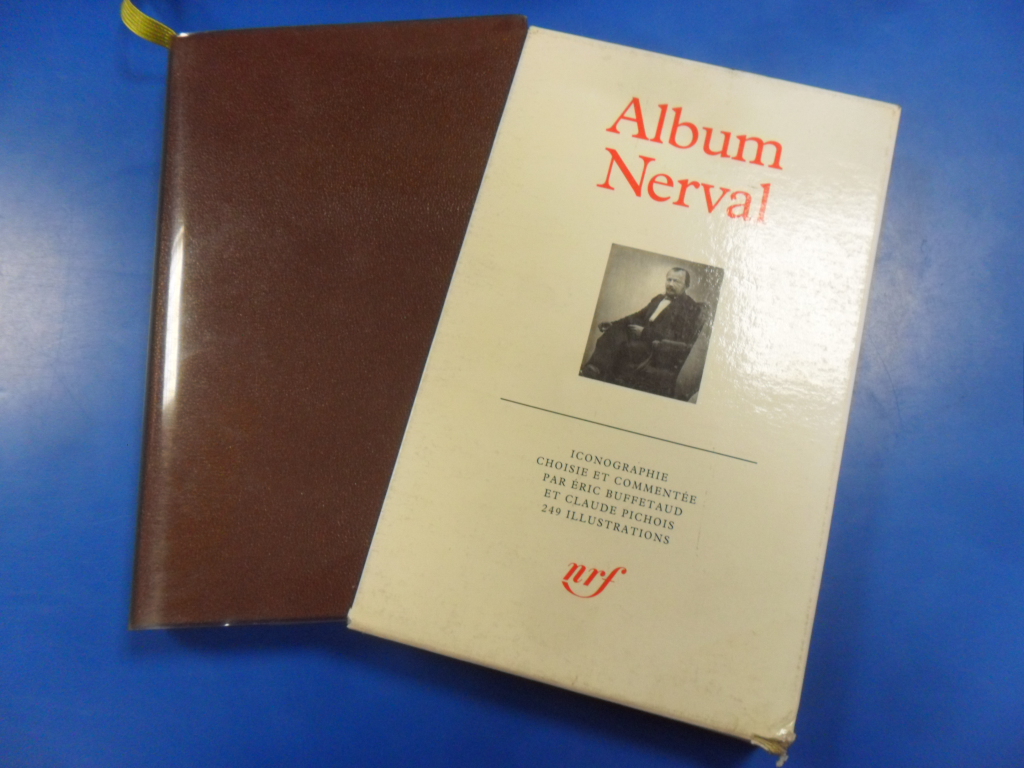 Album
Nerval
ICONOGRAPHIE
CHOISIE ET COMMENTÉE
PAR ÉRIC BUFFETAUD
ET CLAUDE PICHOIS
249 ILLUSTRATIONS
nrf